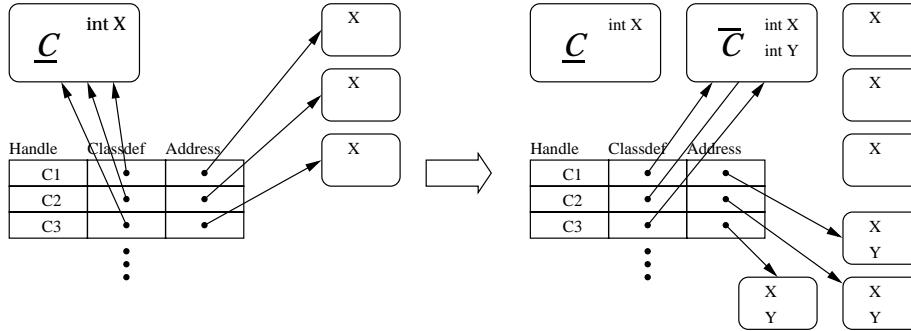 int X
C
X
X
X
Handle Classdef Address
C1
C2
C3
int X
C
C
int X
int Y
X
X
X
Handle Classdef Address
C1
C2
C3
X
Y
X
Y
X
Y